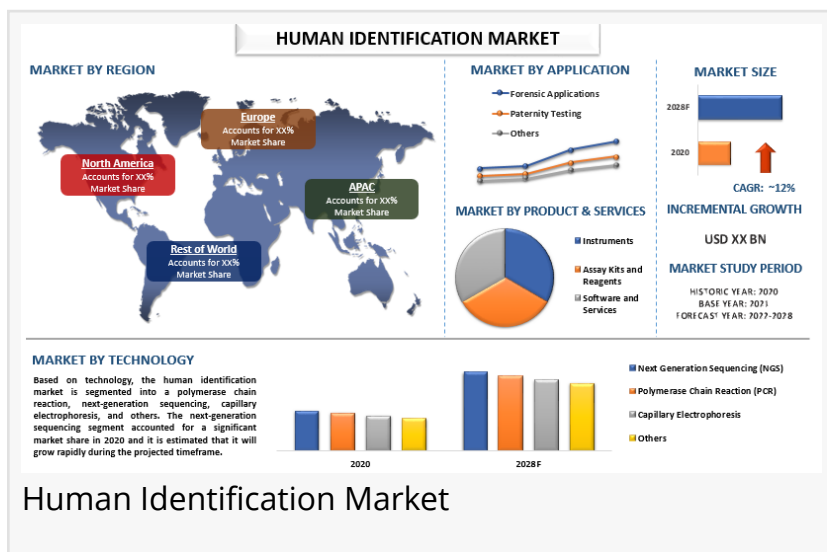 HUMAN IDENTIFICATION MARKET
MARKET BY REGION
Europe
Accounts for XX%
Market Share
North America
Accounts for XX%
Market Share
APAC
Accounts for XX%
Market Share
Rest of World
Accounts for XX%
Market Share
MARKET BY APPLICATION
Forensic Applications
Paternity Testing
Others
MARKET BY PRODUCT & SERVICES
Instruments
Assay Kits and
Reagents
Software and
Services
MARKET SIZE
2028F
2020
CAGR: ~12%
INCREMENTAL GROWTH
USD XX BN
MARKET STUDY PERIOD
HISTORIC YEAR: 2020
BASE YEAR: 2021
FORECAST YEAR: 2022-2028
MARKET BY TECHNOLOGY
Based on technology, the human identification
market is segmented into a polymerase chain
reaction, next-generation sequencing, capillary
electrophoresis, and others. The next-generation
sequencing segment accounted for a significant
market share in 2020 and it is estimated that it will
grow rapidly during the projected timeframe.
2020
2028F
Next Generation Sequencing (NGS)
Polymerase Chain Reaction (PCR)
Capillary Electrophoresis
Others
Human Identification Market